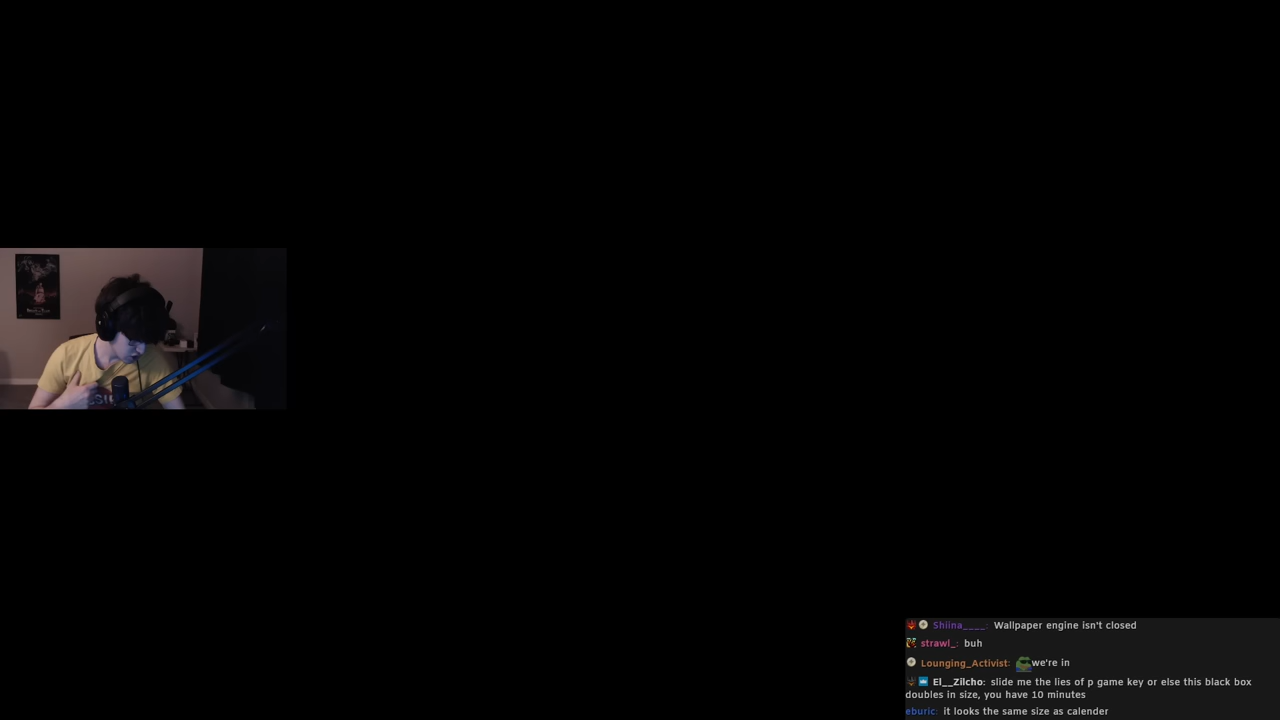 Shiina____: Wallpaper engine isn't closed
strawl_: buh
Lounging_Activist: we're in
El__Zilcho: slide me the lies of p game key or else this black box
doubles in size, you have 10 minutes
eburic: it looks the same size as calender